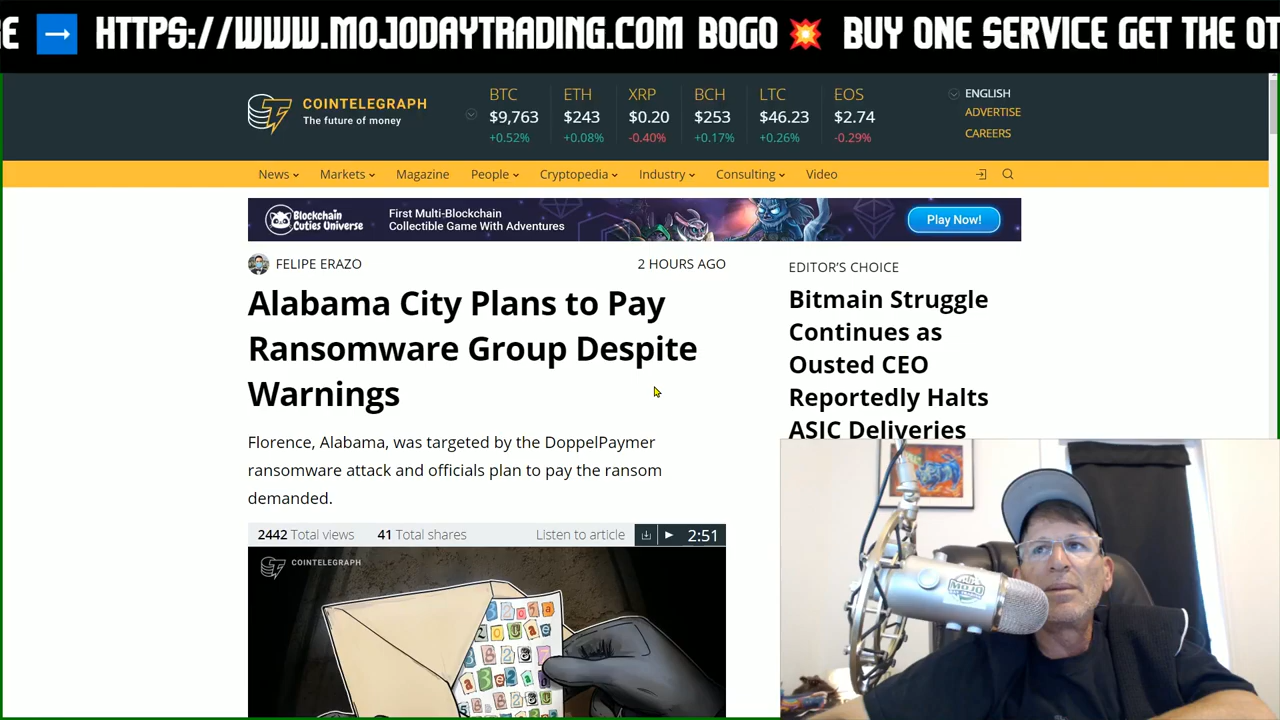 E ➡ HTTPS://WWW.MOJODAYTRADING.COM BOGO 💥 BUY ONE SERVICE GET THE OT
COINTELEGRAPH
The future of money
BTC ETH XRP BCH LTC EOS
$9,763 $243 $0.20 $253 $46.23 $2.74
+0.52% +0.08% -0.40% +0.17% +0.26% -0.29%
ENGLISH
ADVERTISE
CAREERS
News Markets Magazine People Cryptopedia Industry Consulting Video
Blockchain
Cuties Universe
First Multi-Blockchain
Collectible Game With Adventures
Play Now!
FELIPE ERAZO 2 HOURS AGO
Alabama City Plans to Pay
Ransomware Group Despite
Warnings
Florence, Alabama, was targeted by the DoppelPaymer
ransomware attack and officials plan to pay the ransom
demanded.
2442 Total views 41 Total shares Listen to article 2:51
COINTELEGRAPH
EDITOR'S CHOICE
Bitmain Struggle
Continues as
Ousted CEO
Reportedly Halts
ASIC Deliveries
MOJO